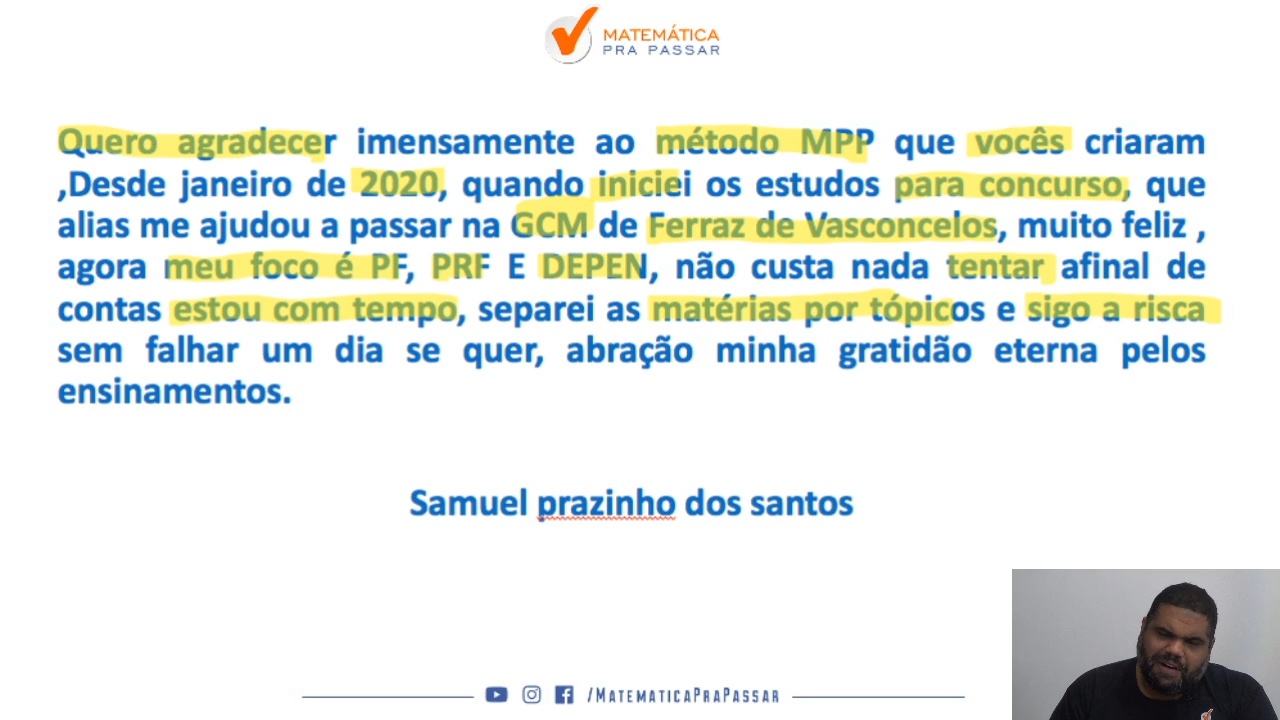 MATEMÁTICA
PRA PASSAR
Quero agradecer imensamente ao método MPP que vocês criaram
,Desde janeiro de 2020, quando iniciei os estudos para concurso, que
alias me ajudou a passar na GCM de Ferraz de Vasconcelos, muito feliz ,
agora meu foco é PF, PRF E DEPEN, não custa nada tentar afinal de
contas estou com tempo, separei as matérias por tópicos e sigo a risca
sem falhar um dia se quer, abração minha gratidão eterna pelos
ensinamentos.
Samuel prazinho dos santos
/MATEMATICAPRAPASSAR